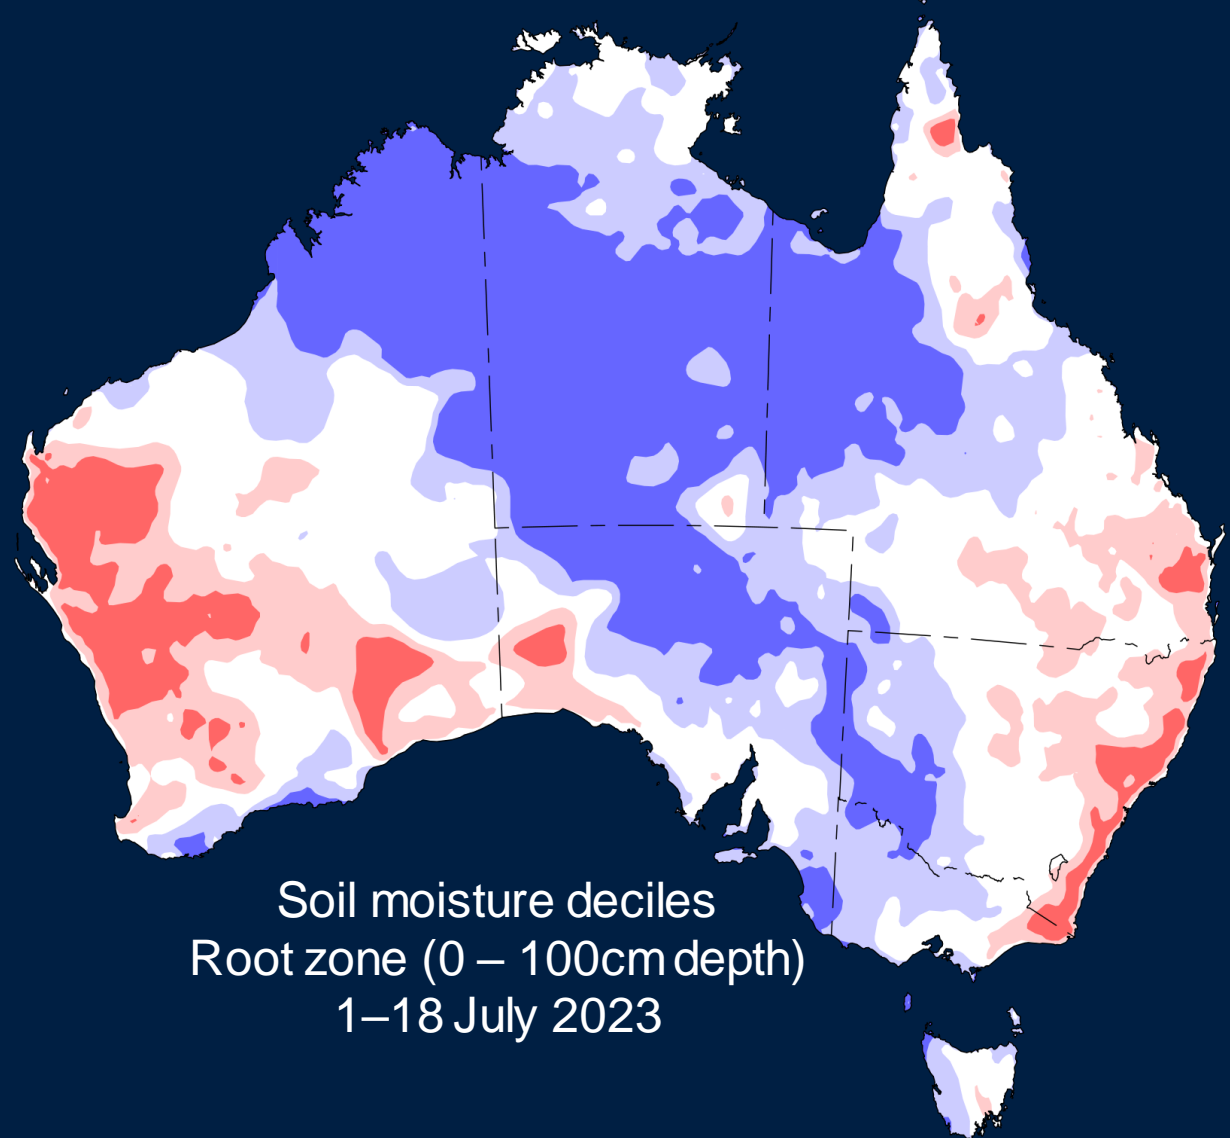 Soil moisture deciles
Root zone (0 – 100cm depth)
1–18 July 2023